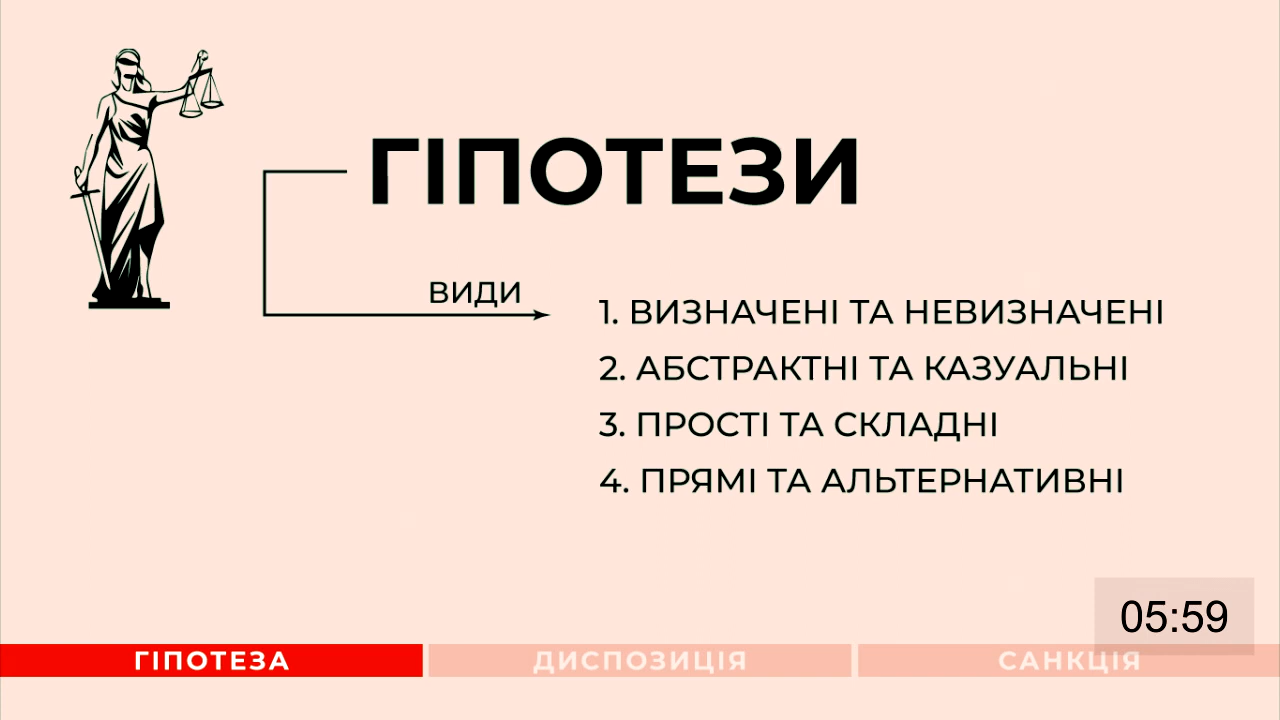 ГІПОТЕЗИ
ВИДИ
1. ВИЗНАЧЕНІ ТА НЕВИЗНАЧЕНІ
2. АБСТРАКТНІ ТА КАЗУАЛЬНІ
3. ПРОСТІ ТА СКЛАДНІ
4. ПРЯМІ ТА АЛЬТЕРНАТИВНІ
05:59
ГІПОТЕЗА
ДИСПОЗИЦІЯ
САНКЦІЯ